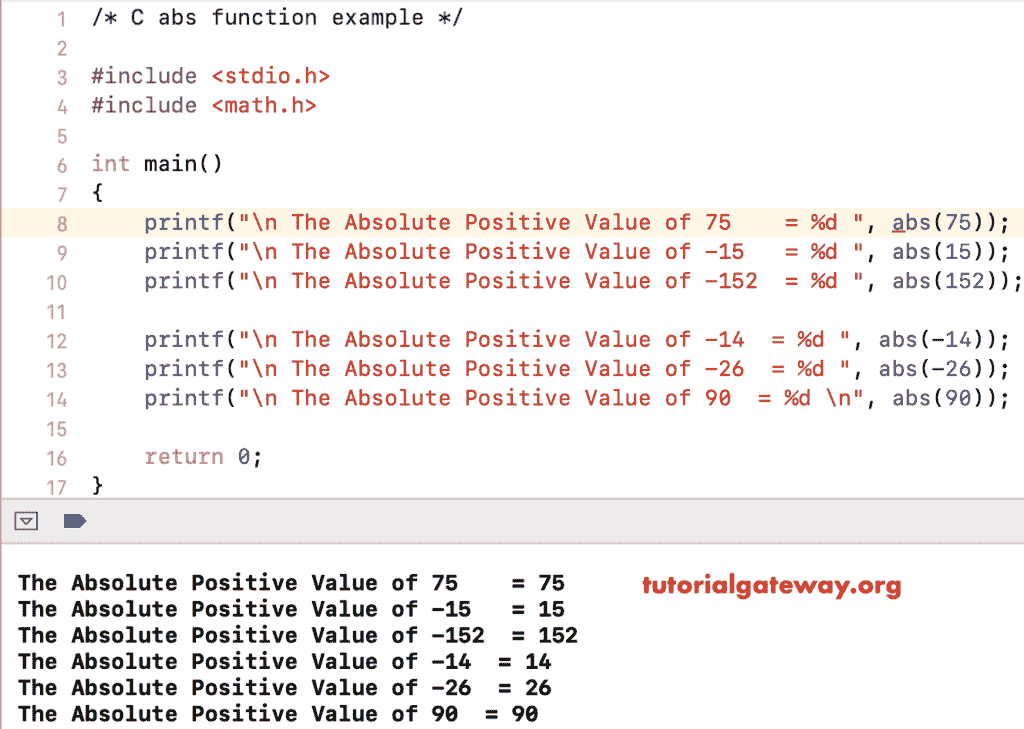 1 /* C abs function example */
2
3 #include <stdio.h>
4 #include <math.h>
5
6 int main()
7 {
8     printf("\n The Absolute Positive Value of 75    = %d ", abs(75));
9     printf("\n The Absolute Positive Value of -15   = %d ", abs(15));
10     printf("\n The Absolute Positive Value of -152  = %d ", abs(152));
11
12     printf("\n The Absolute Positive Value of -14  = %d ", abs(-14));
13     printf("\n The Absolute Positive Value of -26  = %d ", abs(-26));
14     printf("\n The Absolute Positive Value of 90  = %d \n", abs(90));
15
16     return 0;
17 }
The Absolute Positive Value of 75    = 75
tutorialgateway.org
The Absolute Positive Value of -15   = 15
The Absolute Positive Value of -152  = 152
The Absolute Positive Value of -14  = 14
The Absolute Positive Value of -26  = 26
The Absolute Positive Value of 90  = 90